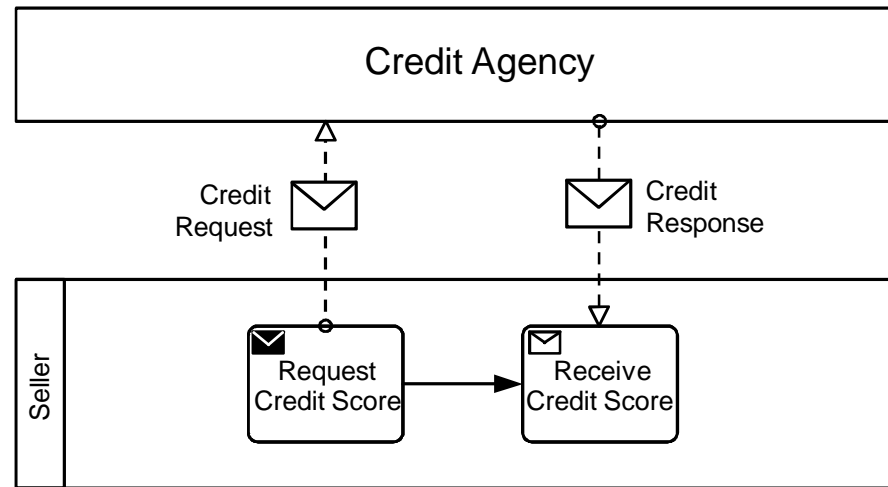 Credit Agency
Credit
Request
Credit
Response
Seller
Request
Credit Score
Receive
Credit Score